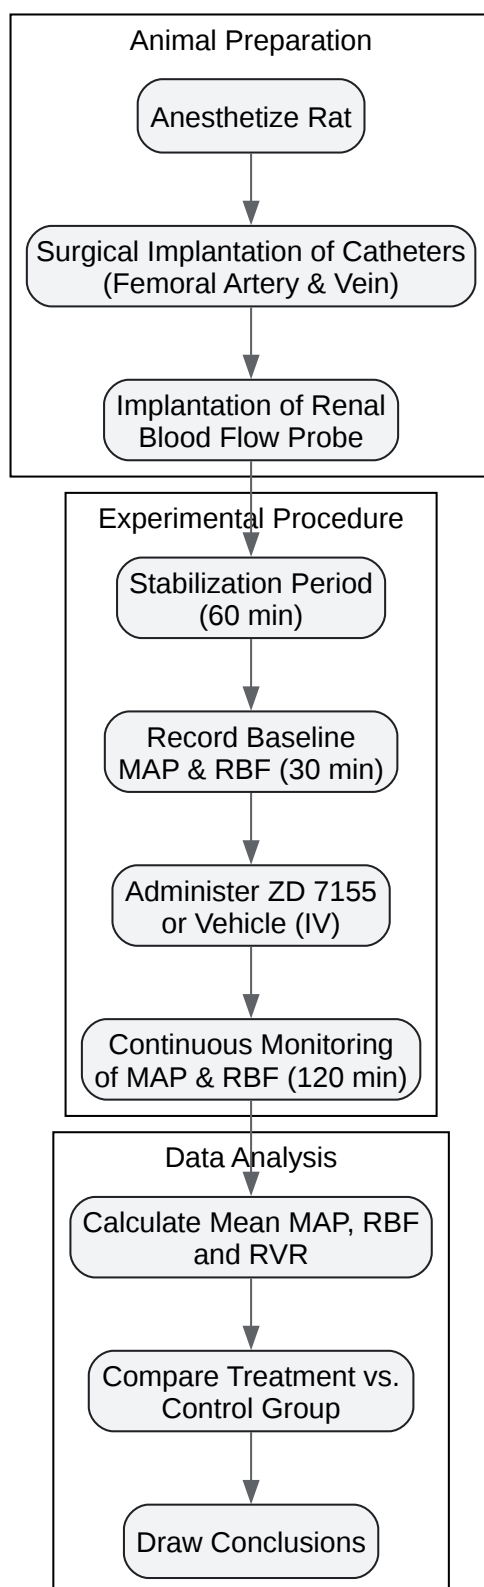 Animal Preparation
Anesthetize Rat
Surgical Implantation of Catheters
(Femoral Artery & Vein)
Implantation of Renal
Blood Flow Probe
Experimental Procedure
Stabilization Period
(60 min)
Record Baseline
MAP & RBF (30 min)
Administer ZD 7155
or Vehicle (IV)
Continuous Monitoring
of MAP & RBF (120 min)
Data Analysis
Calculate Mean MAP, RBF
and RVR
Compare Treatment vs.
Control Group
Draw Conclusions